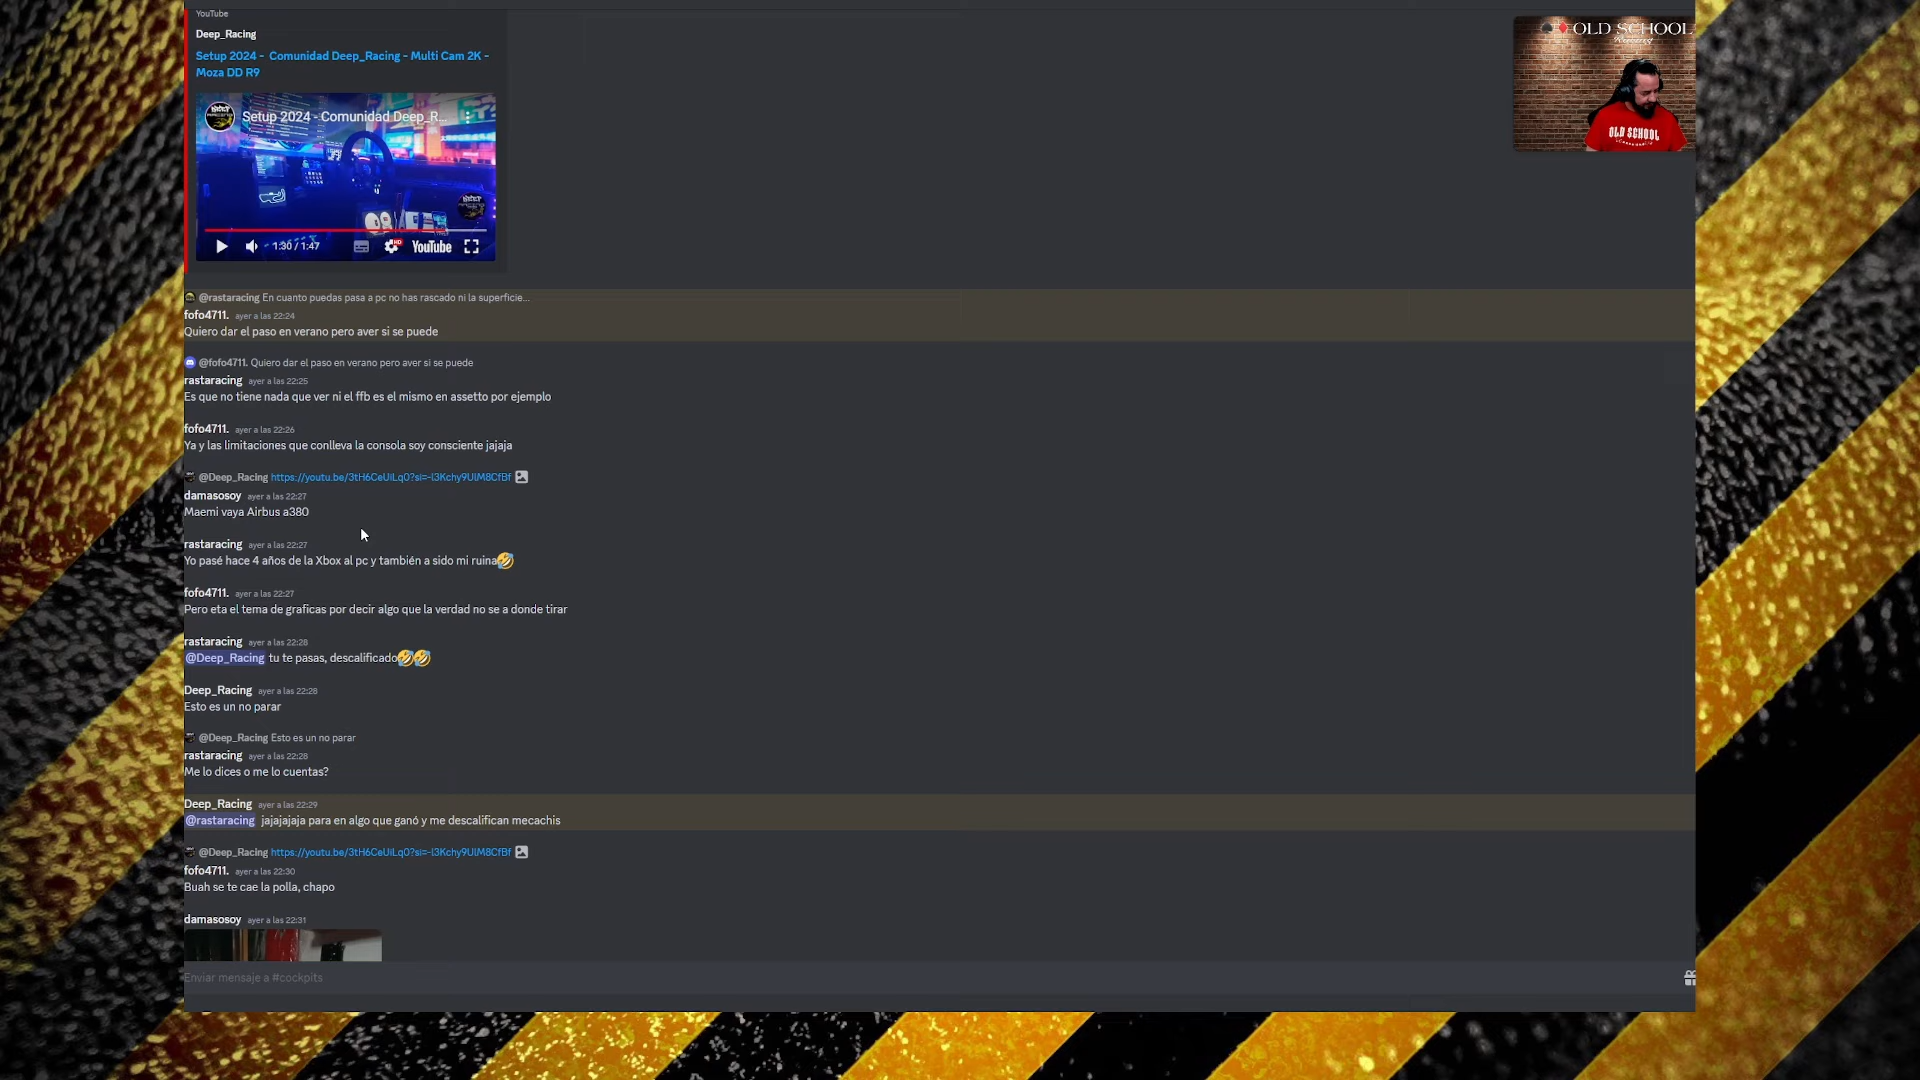 YouTube
Deep_Racing
Setup 2024 - Comunidad Deep_Racing - Multi Cam 2K -
Moza DD R9
Setup 2024 - Comunidad Deep_R...
1:30 / 1:47
YouTube
OLD SCHOOL
OLD SCHOOL
@rastaracing En cuanto puedas pasa a pc no has rascado ni la superficie...
fofo4711. ayer a las 22:24
Quiero dar el paso en verano pero aver si se puede
@fofo4711. Quiero dar el paso en verano pero aver si se puede
rastaracing ayer a las 22:25
Es que no tiene nada que ver ni el ffb es el mismo en assetto por ejemplo
fofo4711. ayer a las 22:26
Ya y las limitaciones que conlleva la consola soy consciente jajaja
@Deep_Racing https://youtu.be/3tH6CeUiLq0?si=-l3Kchy9UlM8CfBf
damasosoy ayer a las 22:27
Maemi vaya Airbus a380
rastaracing ayer a las 22:27
Yo pasé hace 4 años de la Xbox al pc y también a sido mi ruina🤣
fofo4711. ayer a las 22:27
Pero eta el tema de graficas por decir algo que la verdad no se a donde tirar
rastaracing ayer a las 22:28
@Deep_Racing tu te pasas, descalificado🤣🤣
Deep_Racing ayer a las 22:28
Esto es un no parar
@Deep_Racing Esto es un no parar
rastaracing ayer a las 22:28
Me lo dices o me lo cuentas?
Deep_Racing ayer a las 22:29
@rastaracing jajajajaja para en algo que ganó y me descalifican mecachis
@Deep_Racing https://youtu.be/3tH6CeUiLq0?si=-l3Kchy9UlM8CfBf
fofo4711. ayer a las 22:30
Buah se te cae la polla, chapo
damasosoy ayer a las 22:31
Enviar mensaje a #cockpits